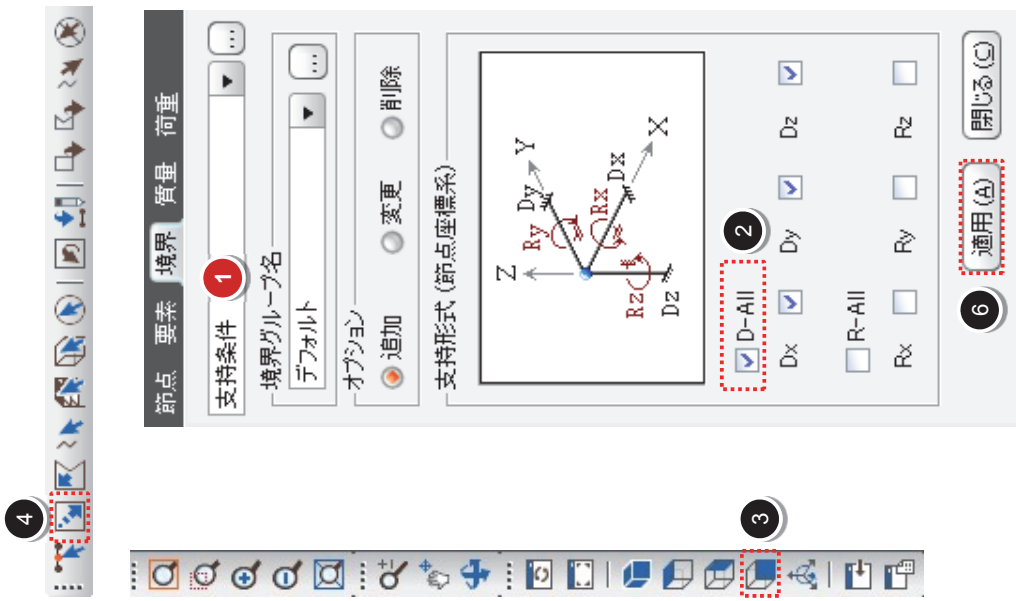 節点 要素 境界 質量 荷重
支持条件 ...
1
境界グループ名
デフォルト ...
オプション
追加 変更 削除
支持形式 (節点座標系)
Z
Y
Ry Dy
Rx Dx
X
Rz
Dz
2
D-All
Dx Dy Dz
R-All
Rx Ry Rz
6
適用(A) 閉じる(C)
4
3